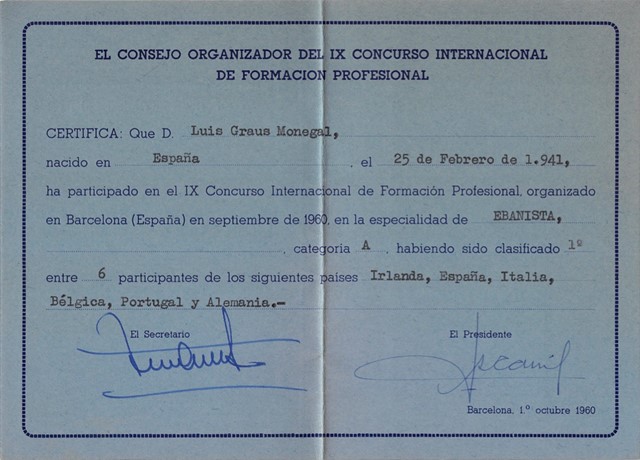 EL CONSEJO ORGANIZADOR DEL IX CONCURSO INTERNACIONAL
DE FORMACION PROFESIONAL
CERTIFICA: Que D. Luis Graus Monegal,
nacido en España , el 25 de Febrero de 1.941,
ha participado en el IX Concurso Internacional de Formación Profesional, organizado
en Barcelona (España) en septiembre de 1960, en la especialidad de EBANISTA,
, categoría A , habiendo sido clasificado 1º
entre 6 participantes de los siguientes países Irlanda, España, Italia,
Bélgica, Portugal y Alemania.-
El Secretario El Presidente
Barcelona, 1.º octubre 1960